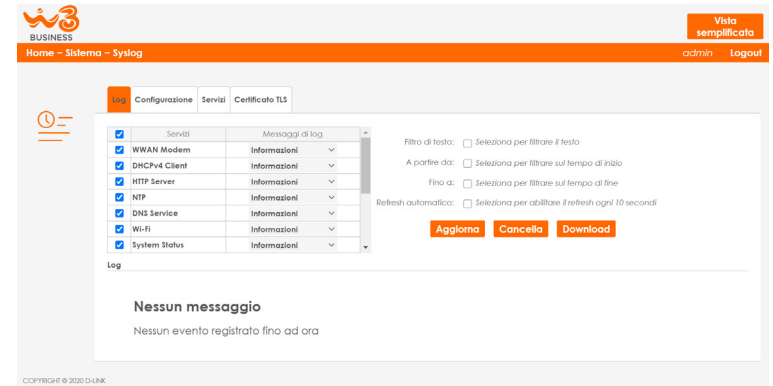 W3
BUSINESS
Vista
semplificata
Home – Sistema – Syslog
admin Logout
Log Configurazione Servizi Certificato TLS
Servizi Messaggi di log
WWAN Modem Informazioni
DHCPv4 Client Informazioni
HTTP Server Informazioni
NTP Informazioni
DNS Service Informazioni
Wi-Fi Informazioni
System Status Informazioni
Filtro di testo: Seleziona per filtrare il testo
A partire da: Seleziona per filtrare sul tempo di inizio
Fino a: Seleziona per filtrare sul tempo di fine
Refresh automatico: Seleziona per abilitare il refresh ogni 10 secondi
Aggiorna Cancella Download
Log
Nessun messaggio
Nessun evento registrato fino ad ora
COPYRIGHT © 2020 D-LINK